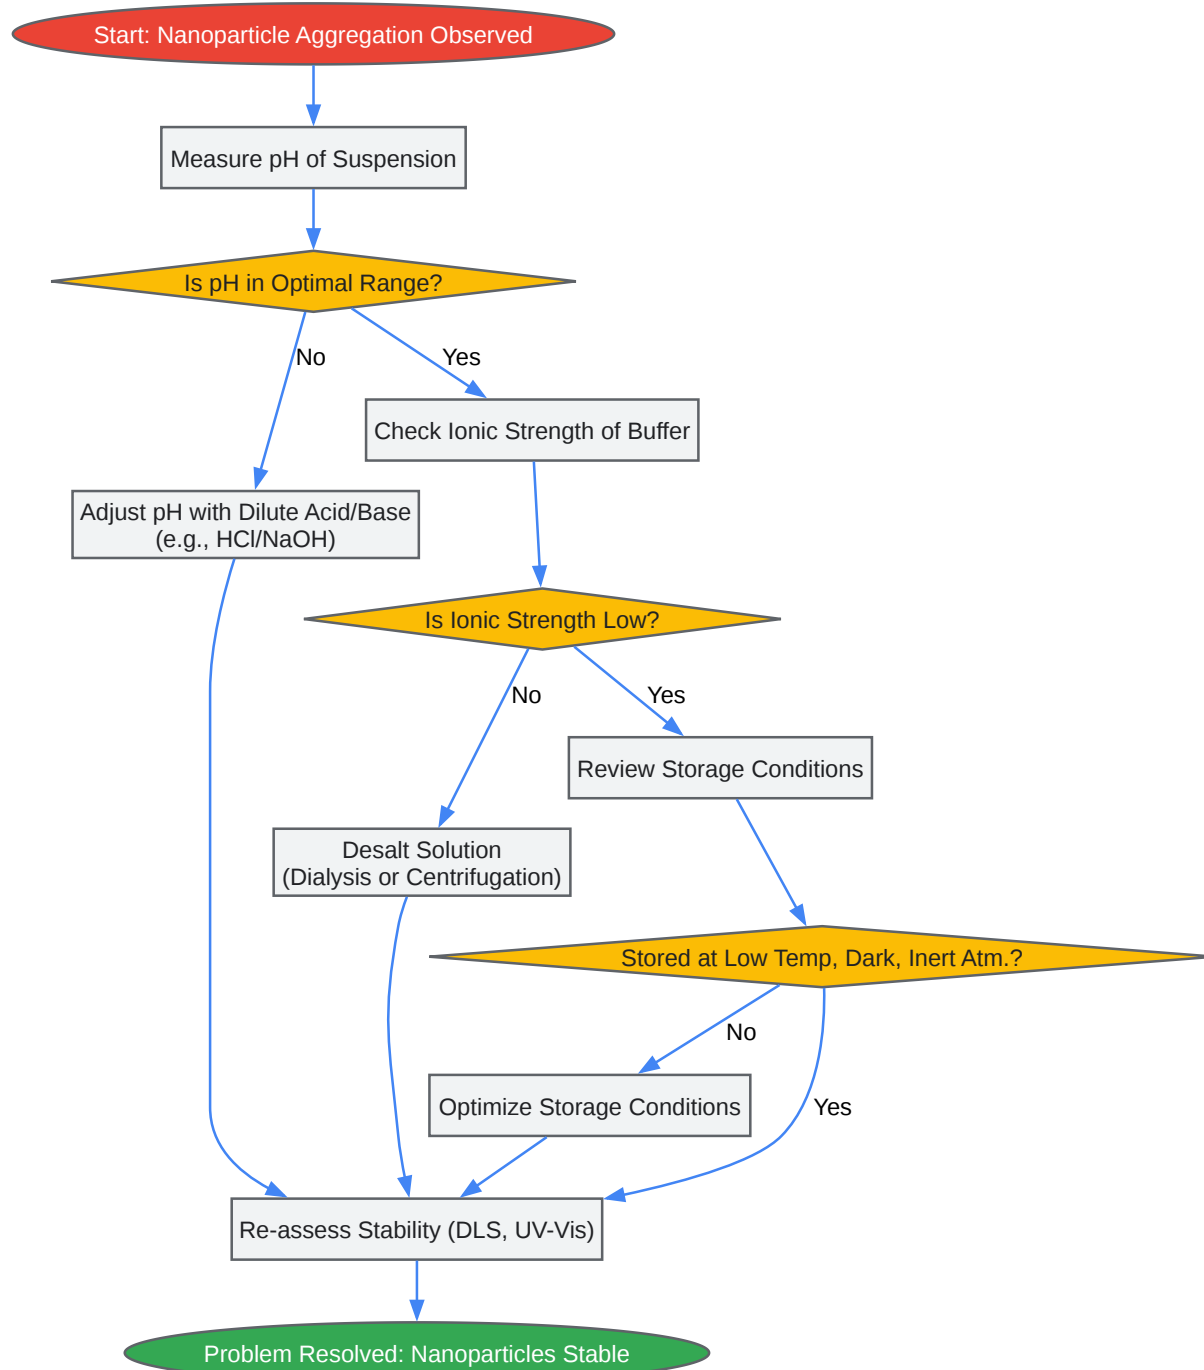 Start: Nanoparticle Aggregation Observed
Measure pH of Suspension
Is pH in Optimal Range?
No
Yes
Check Ionic Strength of Buffer
Adjust pH with Dilute Acid/Base
(e.g., HCl/NaOH)
Is Ionic Strength Low?
No
Yes
Review Storage Conditions
Desalt Solution
(Dialysis or Centrifugation)
Stored at Low Temp, Dark, Inert Atm.?
No
Optimize Storage Conditions
Yes
Re-assess Stability (DLS, UV-Vis)
Problem Resolved: Nanoparticles Stable